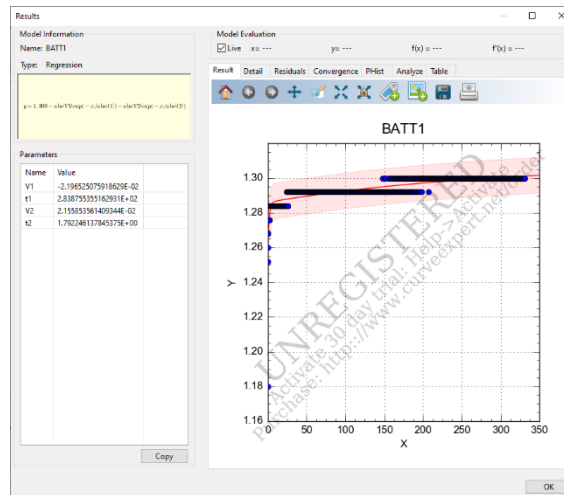 Results
Model Information
Name: BATT1
Type: Regression
Parameters
Name Value
V1 -2.196525075918629E-02
t1 2.838755355162931E+02
V2 2.155853561409344E-02
t2 1.792246137845375E+00
Copy
Model Evaluation
Live x= --- y= --- f(x) = --- f'(x) = ---
Result Detail Residuals Convergence PHist Analyze Table
BATT1
1.30
1.28
1.26
1.24
1.22
1.20
1.18
1.16
Y
0 50 100 150 200 250 300 350
X
UNREGISTERED
Activate 30 day trial: Help->Activate
Purchase: http://www.curveexpert.net/order
OK